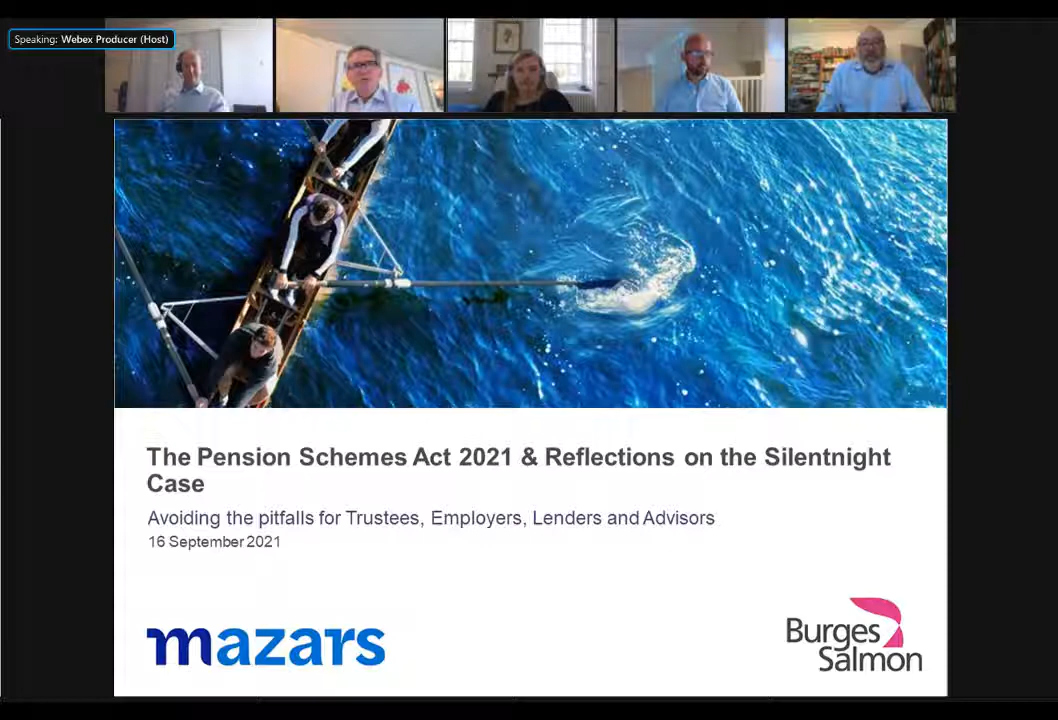 Speaking: Webex Producer (Host)
The Pension Schemes Act 2021 & Reflections on the Silentnight
Case
Avoiding the pitfalls for Trustees, Employers, Lenders and Advisors
16 September 2021
mazars
Burges
Salmon